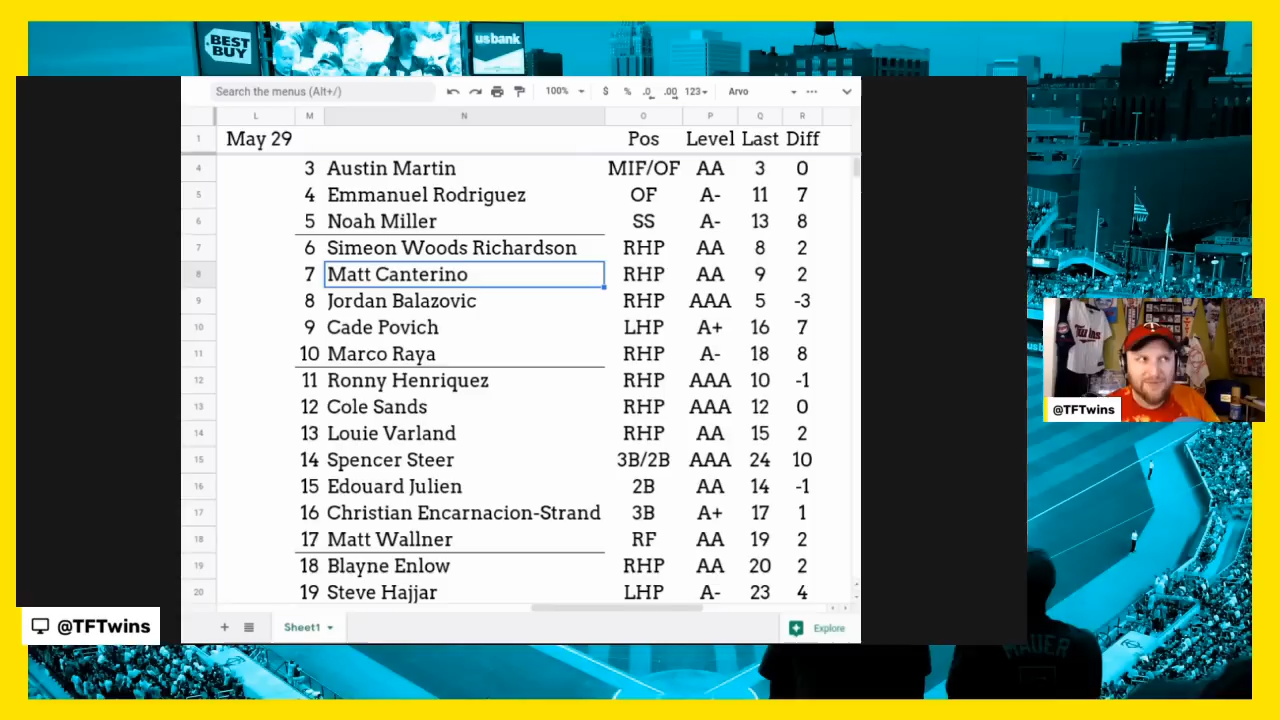 BEST BUY
usbank
Search the menus (Alt+/)
100%
$ % .0 .00 123
Arvo
L M N O P Q R
1 May 29 Pos Level Last Diff
4 3 Austin Martin MIF/OF AA 3 0
5 4 Emmanuel Rodriguez OF A- 11 7
6 5 Noah Miller SS A- 13 8
7 6 Simeon Woods Richardson RHP AA 8 2
8 7 Matt Canterino RHP AA 9 2
9 8 Jordan Balazovic RHP AAA 5 -3
10 9 Cade Povich LHP A+ 16 7
11 10 Marco Raya RHP A- 18 8
12 11 Ronny Henriquez RHP AAA 10 -1
13 12 Cole Sands RHP AAA 12 0
14 13 Louie Varland RHP AA 15 2
15 14 Spencer Steer 3B/2B AAA 24 10
16 15 Edouard Julien 2B AA 14 -1
17 16 Christian Encarnacion-Strand 3B A+ 17 1
18 17 Matt Wallner RF AA 19 2
19 18 Blayne Enlow RHP AA 20 2
20 19 Steve Hajjar LHP A- 23 4
Sheet1
Explore
@TFTwins
@TFTwins
MAUER